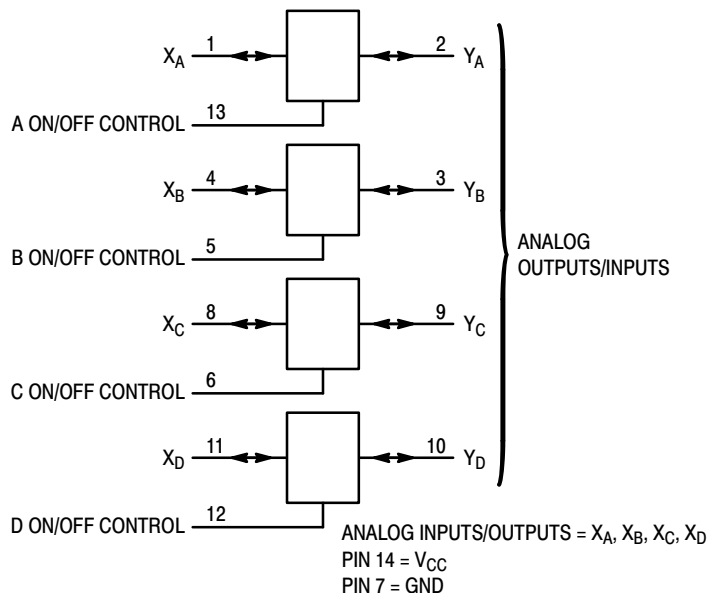 X_A 1 2 Y_A
A ON/OFF CONTROL 13
X_B 4 3 Y_B
B ON/OFF CONTROL 5
ANALOG
OUTPUTS/INPUTS
X_C 8 9 Y_C
C ON/OFF CONTROL 6
X_D 11 10 Y_D
D ON/OFF CONTROL 12
ANALOG INPUTS/OUTPUTS = X_A, X_B, X_C, X_D
PIN 14 = V_CC
PIN 7 = GND